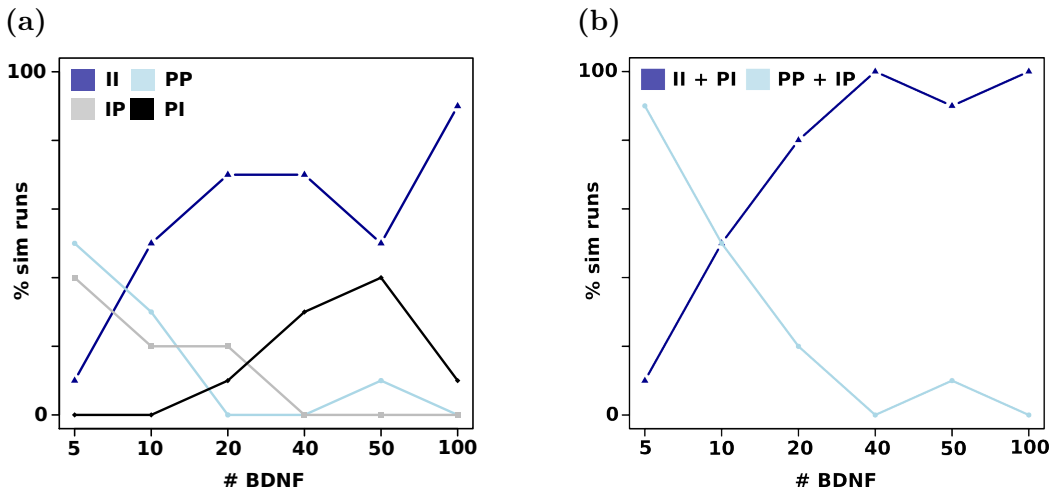 (a)
100
II PP
IP PI
% sim runs
0
5 10 20 40 50 100
# BDNF
(b)
100
II + PI PP + IP
% sim runs
0
5 10 20 40 50 100
# BDNF